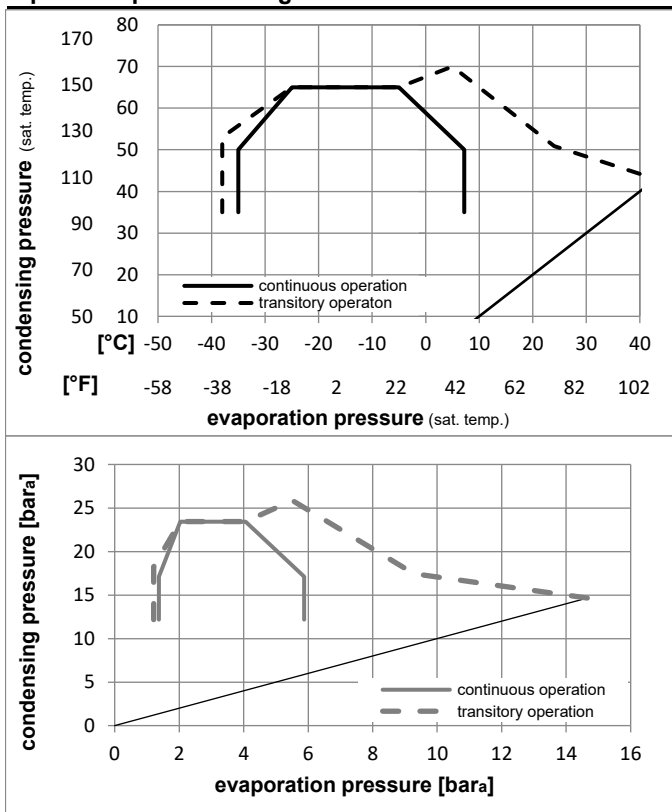 170
150
130
110
90
70
50
80
70
60
50
40
30
20
10
condensing pressure (sat. temp.)
continuous operation
transitory operaton
[°C] -50 -40 -30 -20 -10 0 10 20 30 40
[°F] -58 -38 -18 2 22 42 62 82 102
evaporation pressure (sat. temp.)
30
25
20
15
10
5
0
condensing pressure [bara]
continuous operation
transitory operation
0 2 4 6 8 10 12 14 16
evaporation pressure [bara]